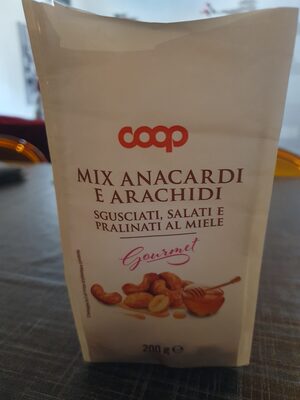 coop
MIX ANACARDI
E ARACHIDI
SGUSCIATI, SALATI E
PRALINATI AL MIELE
Gourmet
200 g e